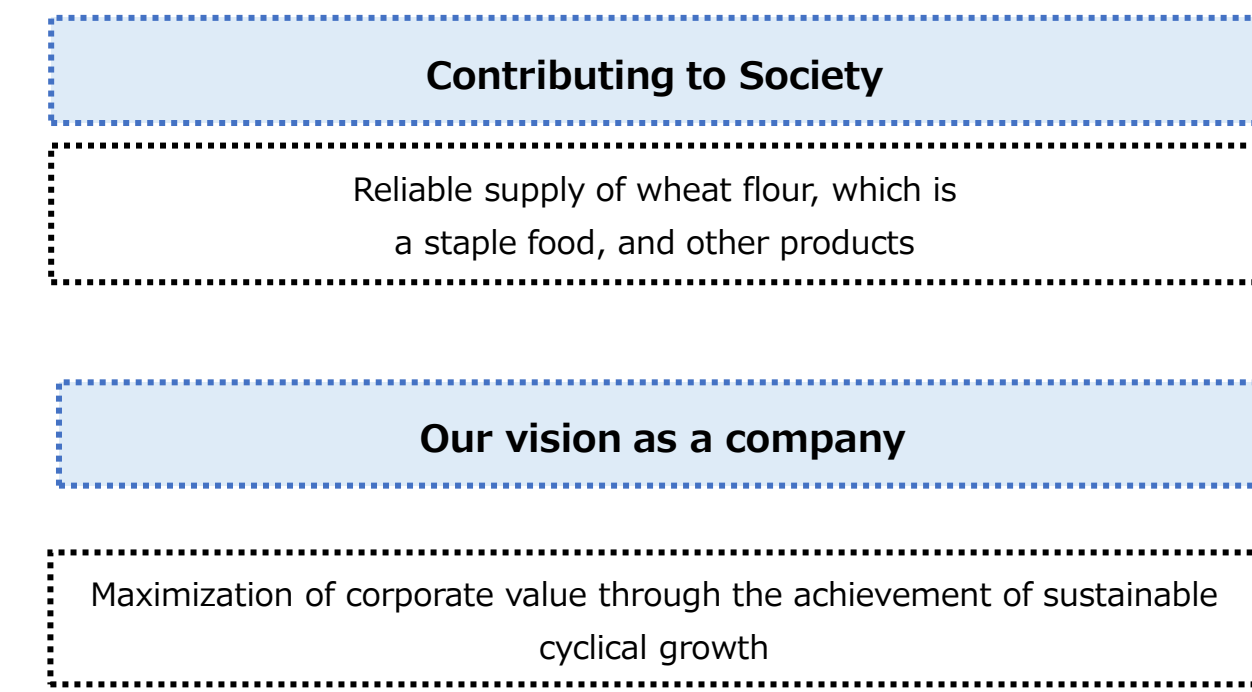 Contributing to Society
Reliable supply of wheat flour, which is
a staple food, and other products
Our vision as a company
Maximization of corporate value through the achievement of sustainable
cyclical growth